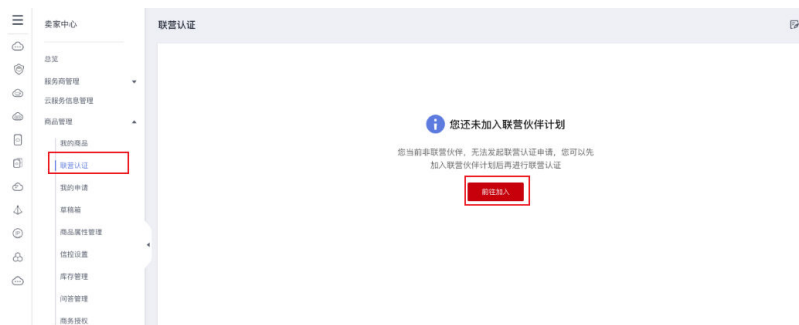 卖家中心
联营认证
总览
服务商管理
云服务信息管理
商品管理
我的商品
联营认证
我的申请
草稿箱
商品属性管理
信控设置
库存管理
问答管理
商务授权
您还未加入联营伙伴计划
您当前非联营伙伴，无法发起联营认证申请，您可以先
加入联营伙伴计划后再进行联营认证
前往加入